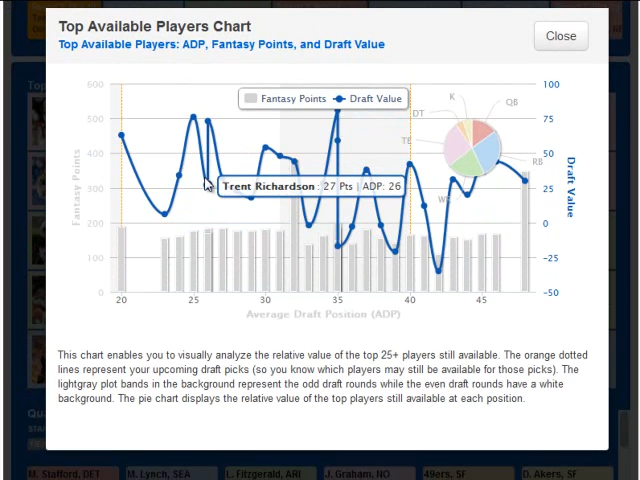 Top Available Players Chart
Top Available Players: ADP, Fantasy Points, and Draft Value
Close
Fantasy Points
Draft Value
600
500
400
300
200
100
0
Fantasy Points
100
75
50
25
0
-25
-50
Draft Value
K
QB
DT
TE
RB
Trent Richardson : 27 Pts | ADP: 26
20
25
30
35
40
45
Average Draft Position (ADP)
This chart enables you to visually analyze the relative value of the top 25+ players still available. The orange dotted
lines represent your upcoming draft picks (so you know which players may still be available for those picks). The
lightgray plot bands in the background represent the odd draft rounds while the even draft rounds have a white
background. The pie chart displays the relative value of the top players still available at each position.
M. Stafford, DET
M. Lynch, SEA
L. Fitzgerald, ARI
J. Graham, NO
49ers, SF
D. Akers, SF